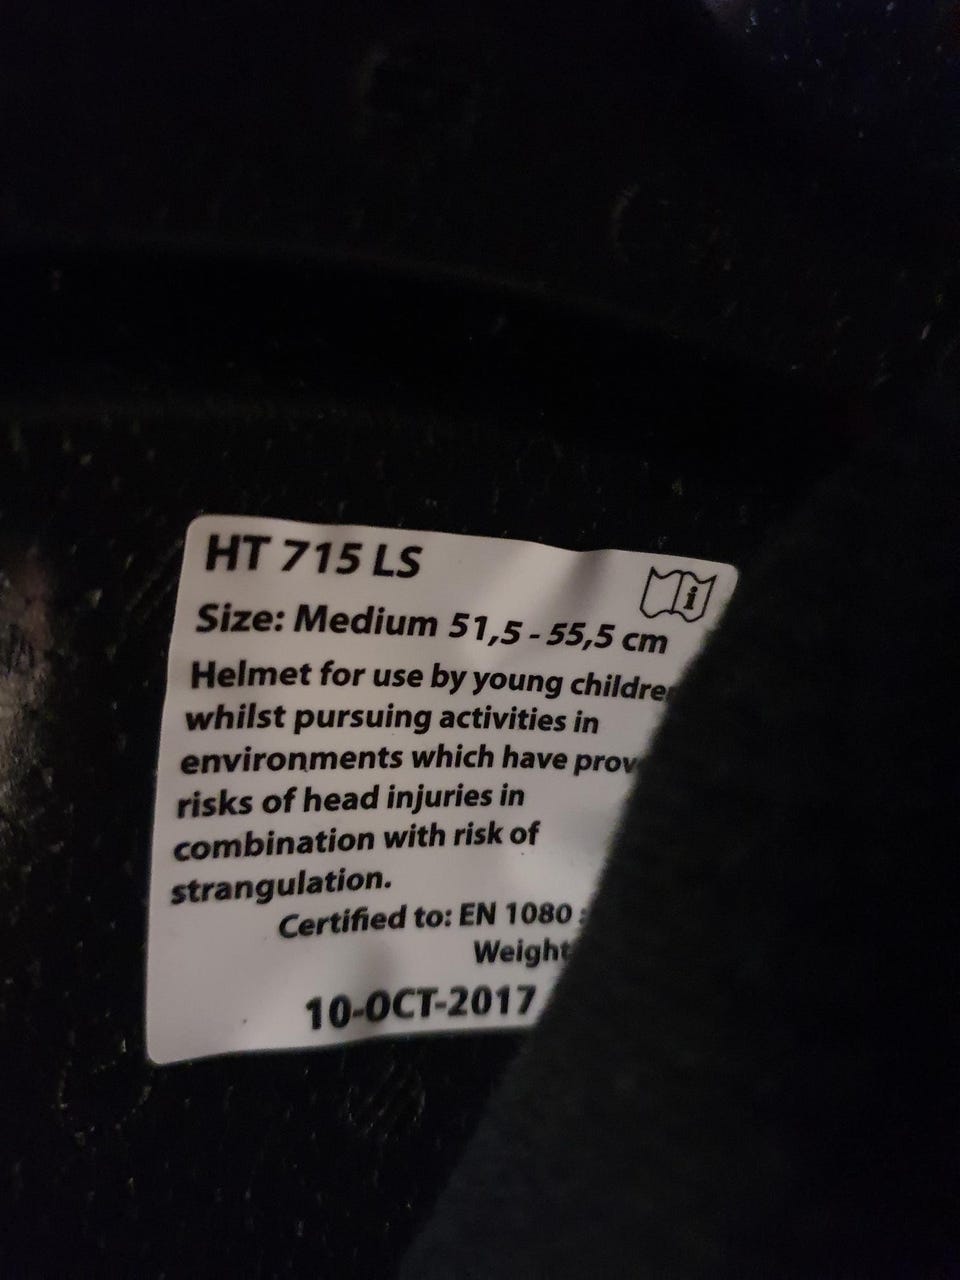 HT 715 LS
i
Size: Medium 51,5 - 55,5 cm
Helmet for use by young
whilst pursuing activities in
environments which have
risks of head injuries in
combination with risk of
strangulation.
Certified to: EN 1080
Weight
10-OCT-2017